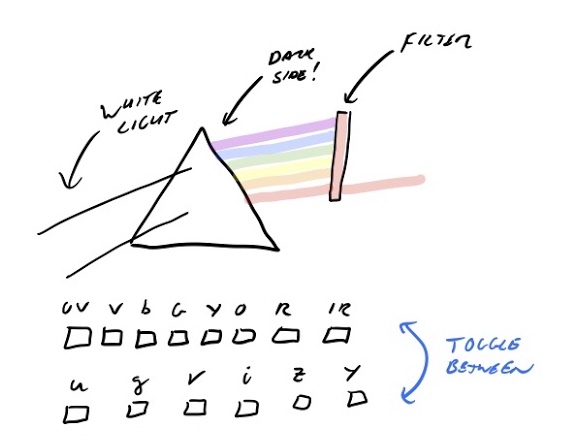 DARK
SIDE!
FILTER
WHITE
LIGHT
UV V b G Y O R IR
u g r i z y
TOGGLE
BETWEEN